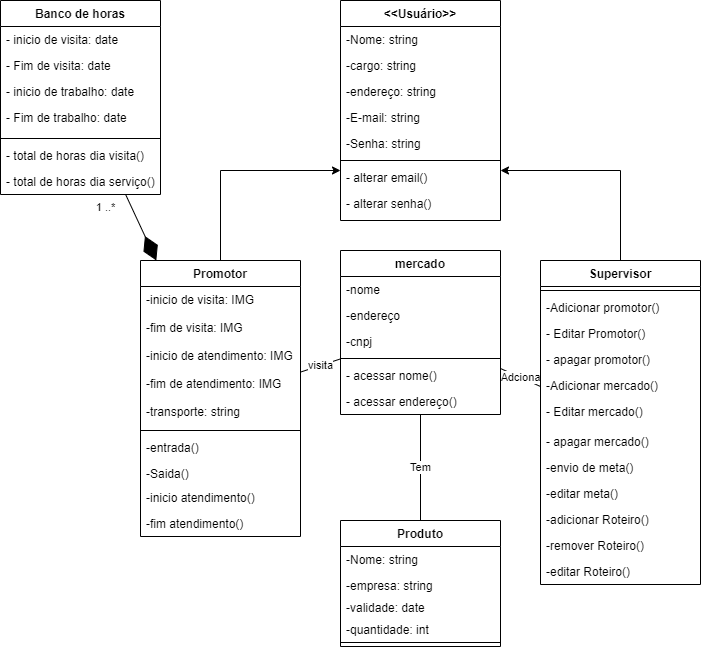 Banco de horas
- inicio de visita: date
- Fim de visita: date
- inicio de trabalho: date
- Fim de trabalho: date
- total de horas dia visita()
- total de horas dia serviço()
1 ..*
<<Usuário>>
-Nome: string
-cargo: string
-endereço: string
-E-mail: string
-Senha: string
- alterar email()
- alterar senha()
Promotor
-inicio de visita: IMG
-fim de visita: IMG
-inicio de atendimento: IMG
-fim de atendimento: IMG
-transporte: string
-entrada()
-Saida()
-inicio atendimento()
-fim atendimento()
visita
mercado
-nome
-endereço
-cnpj
- acessar nome()
- acessar endereço()
Adciona
Supervisor
-Adicionar promotor()
- Editar Promotor()
- apagar promotor()
-Adicionar mercado()
- Editar mercado()
- apagar mercado()
-envio de meta()
-editar meta()
-adicionar Roteiro()
-remover Roteiro()
-editar Roteiro()
Tem
Produto
-Nome: string
-empresa: string
-validade: date
-quantidade: int